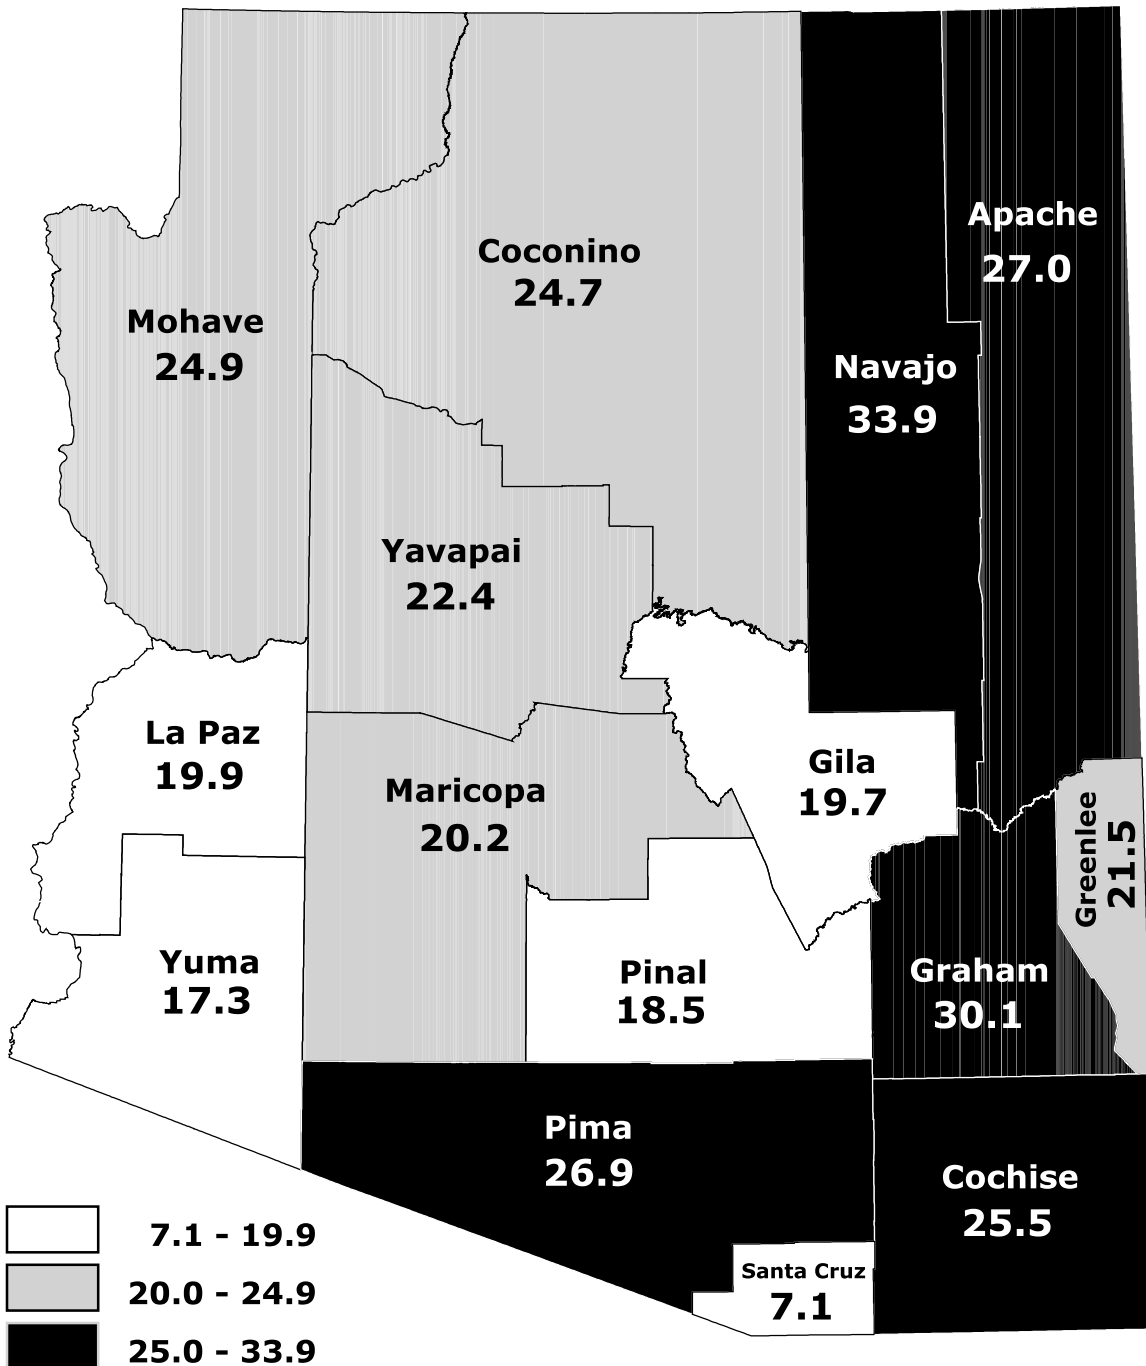 Apache
27.0
Coconino
24.7
Mohave
24.9
Navajo
33.9
Yavapai
22.4
La Paz
19.9
Gila
19.7
Maricopa
20.2
Greenlee
21.5
Yuma
17.3
Pinal
18.5
Graham
30.1
Pima
26.9
Cochise
25.5
Santa Cruz
7.1
7.1 - 19.9
20.0 - 24.9
25.0 - 33.9